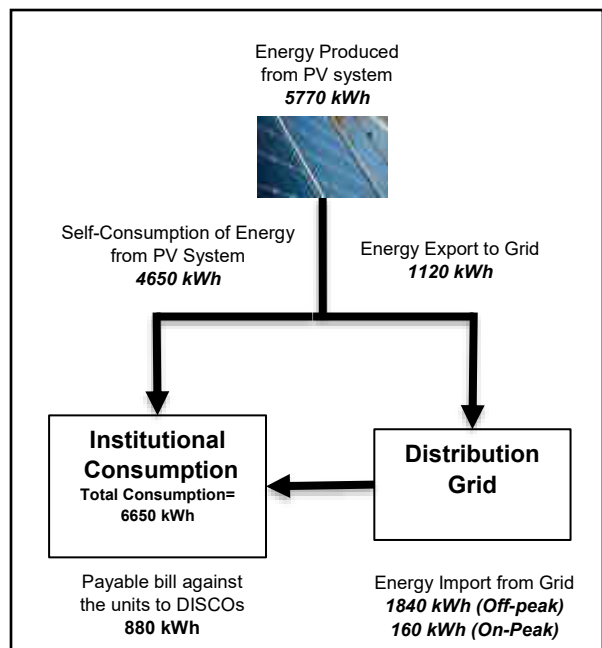 Energy Produced
from PV system
5770 kWh
Self-Consumption of Energy
from PV System
4650 kWh
Energy Export to Grid
1120 kWh
Institutional
Consumption
Total Consumption=
6650 kWh
Distribution
Grid
Payable bill against
the units to DISCOs
880 kWh
Energy Import from Grid
1840 kWh (Off-peak)
160 kWh (On-Peak)